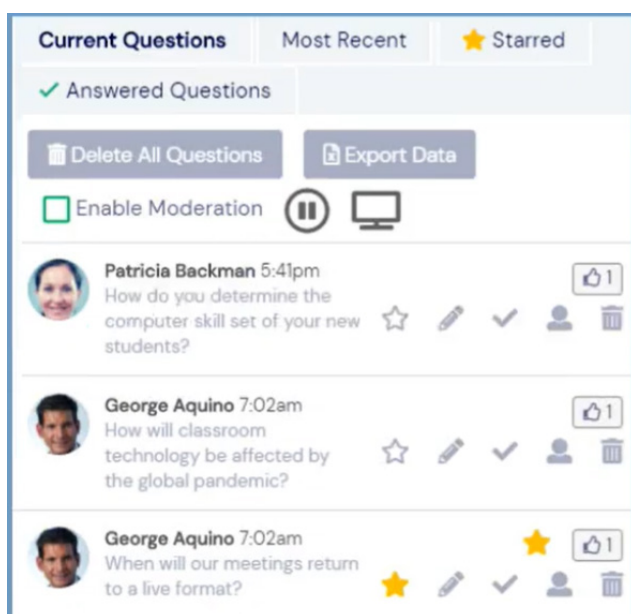 Current Questions
Most Recent
Starred
Answered Questions
Delete All Questions
Export Data
Enable Moderation
Patricia Backman 5:41pm
1
How do you determine the
computer skill set of your new
students?
George Aquino 7:02am
1
How will classroom
technology be affected by
the global pandemic?
George Aquino 7:02am
1
When will our meetings return
to a live format?